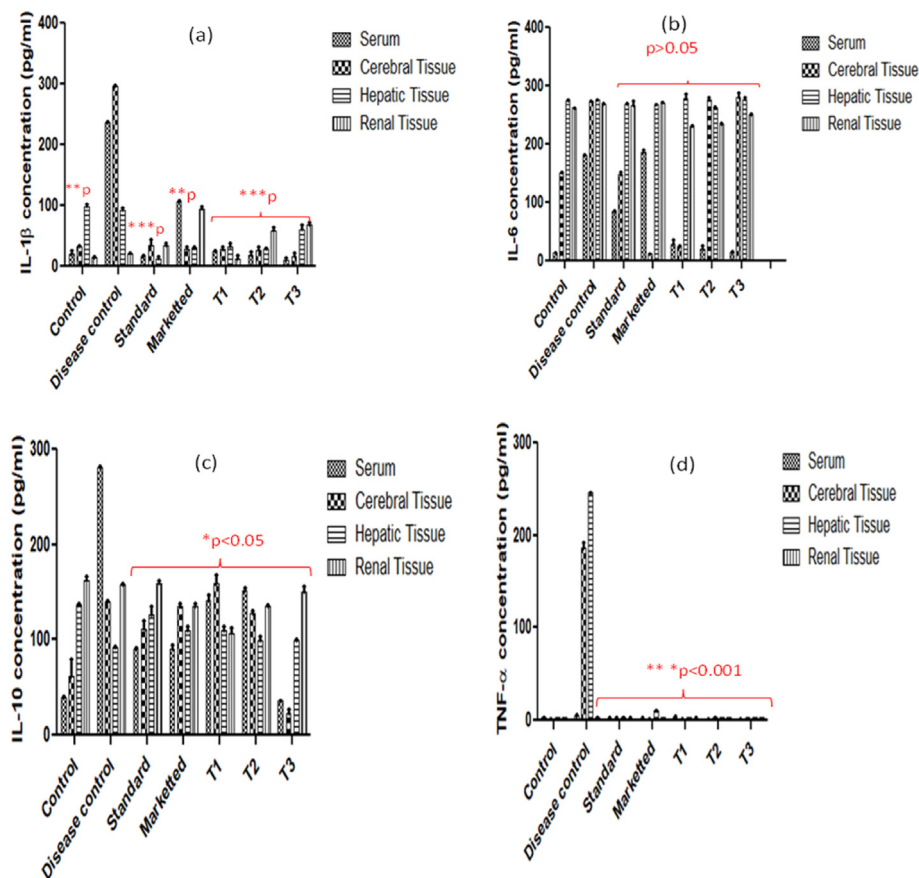 (a)
IL-1β concentration (pg/ml)
400
300
200
100
0
Serum
Cerebral Tissue
Hepatic Tissue
Renal Tissue
**p
***p
**p
***p
Control
Disease control
Standard
Marketted
T1
T2
T3
(b)
p>0.05
IL-6 concentration (pg/ml)
400
300
200
100
0
Serum
Cerebral Tissue
Hepatic Tissue
Renal Tissue
Control
Disease control
Standard
Marketted
T1
T2
T3
(c)
*p<0.05
IL-10 concentration (pg/ml)
300
200
100
0
Serum
Cerebral Tissue
Hepatic Tissue
Renal Tissue
Control
Disease control
Standard
Marketted
T1
T2
T3
(d)
** *p<0.001
TNF-α concentration (pg/ml)
300
200
100
0
Serum
Cerebral Tissue
Hepatic Tissue
Renal Tissue
Control
Disease control
Standard
Marketted
T1
T2
T3